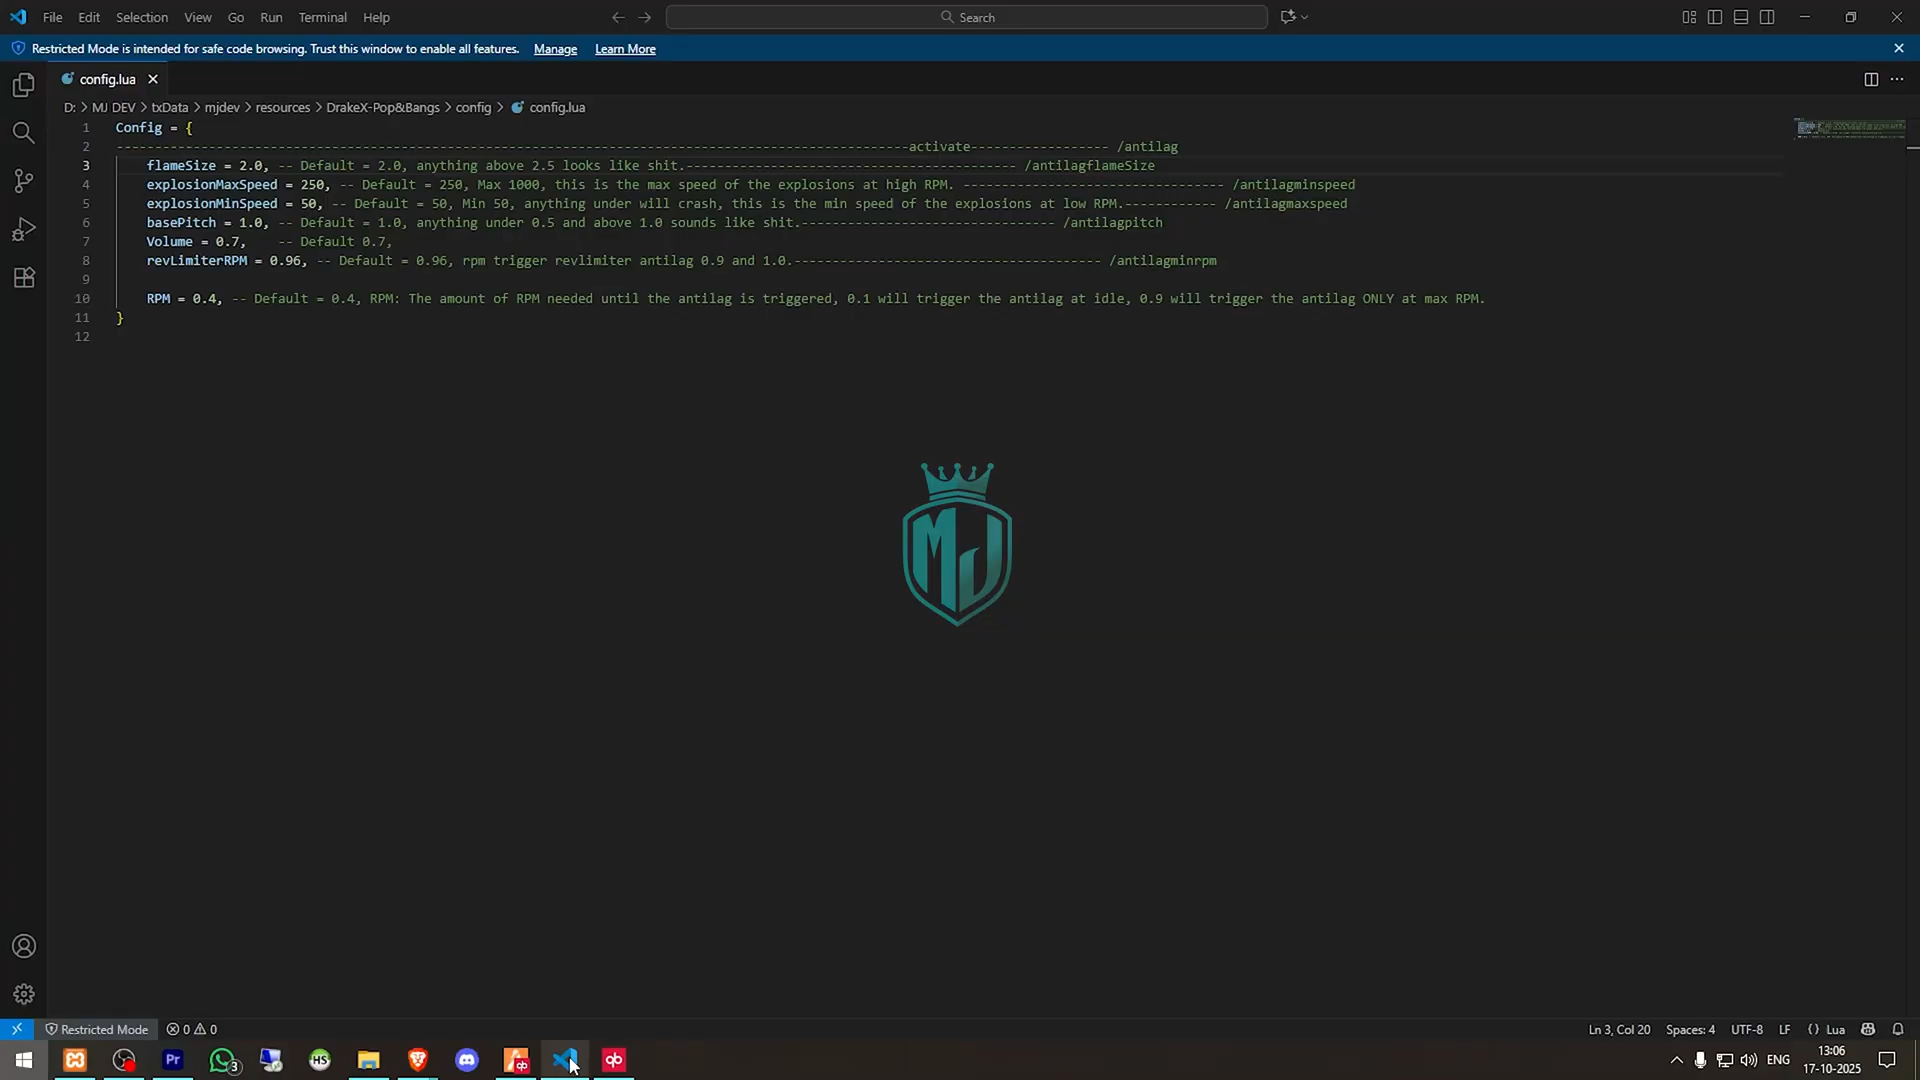 File Edit Selection View Go Run Terminal Help Search
Restricted Mode is intended for safe code browsing. Trust this window to enable all features. Manage Learn More
config.lua
D: > MJ DEV > txData > mjdev > resources > DrakeX-Pop&Bangs > config > config.lua
1 Config = {
2 -------------------------------------------------------------------------------------------------------activate------------------ /antilag
3 flameSize = 2.0, -- Default = 2.0, anything above 2.5 looks like shit.------------------------------------------- /antilagflameSize
4 explosionMaxSpeed = 250, -- Default = 250, Max 1000, this is the max speed of the explosions at high RPM. ---------------------------------- /antilagminspeed
5 explosionMinSpeed = 50, -- Default = 50, Min 50, anything under will crash, this is the min speed of the explosions at low RPM.------------ /antilagmaxspeed
6 basePitch = 1.0, -- Default = 1.0, anything under 0.5 and above 1.0 sounds like shit.--------------------------------- /antilagpitch
7 Volume = 0.7, -- Default 0.7,
8 revLimiterRPM = 0.96, -- Default = 0.96, rpm trigger revlimiter antilag 0.9 and 1.0.---------------------------------------- /antilagminrpm
9
10 RPM = 0.4, -- Default = 0.4, RPM: The amount of RPM needed until the antilag is triggered, 0.1 will trigger the antilag at idle, 0.9 will trigger the antilag ONLY at max RPM.
11 }
12
MJ
Restricted Mode 0 0 Ln 3, Col 20 Spaces: 4 UTF-8 LF {} Lua
Pr 3 HS qb qb ENG 13:06
17-10-2025